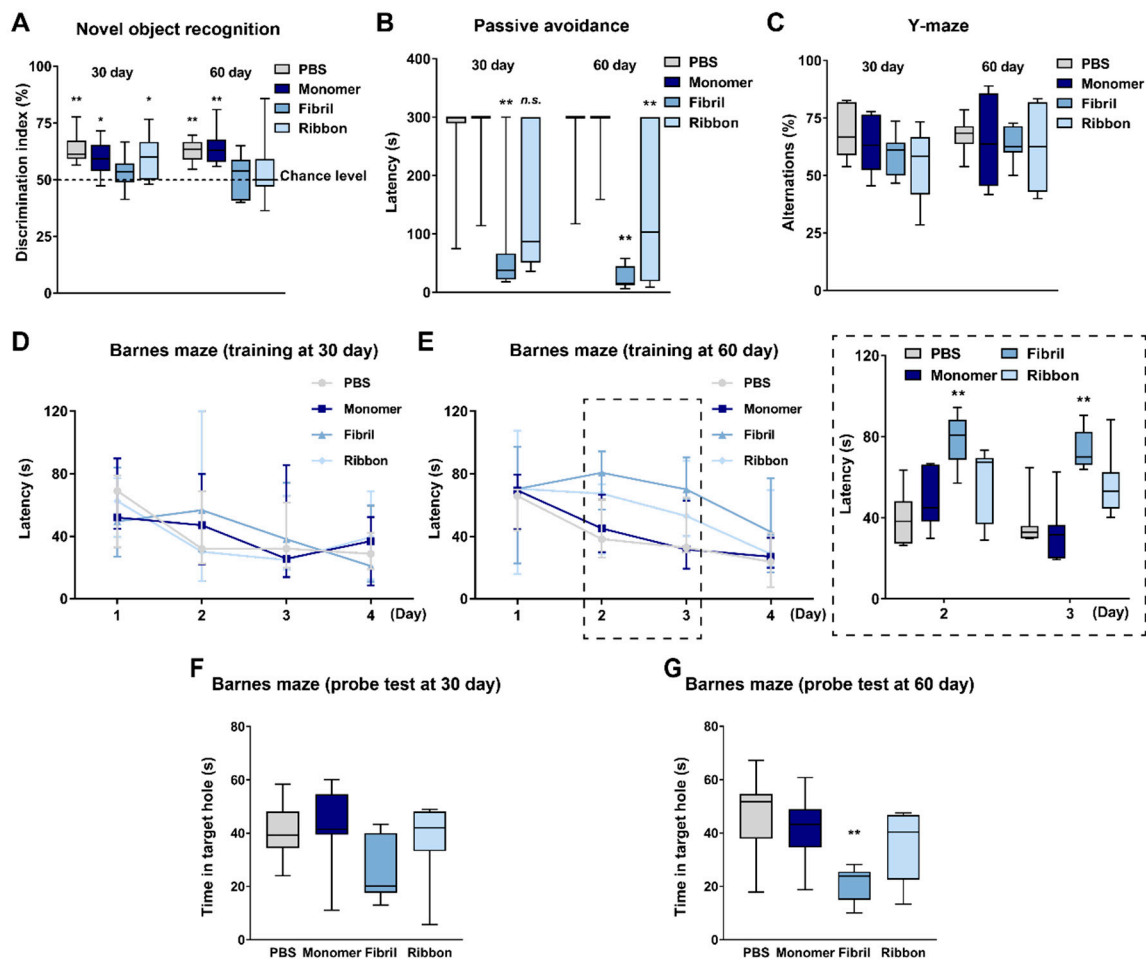 A Novel object recognition
30 day 60 day
** * * ** **
PBS
Monomer
Fibril
Ribbon
Chance level
Discrimination index (%)
100
75
50
25
0
B Passive avoidance
30 day 60 day
** n.s. ** **
PBS
Monomer
Fibril
Ribbon
Latency (s)
400
300
200
100
0
C Y-maze
30 day 60 day
PBS
Monomer
Fibril
Ribbon
Alternations (%)
100
75
50
25
0
D Barnes maze (training at 30 day)
PBS
Monomer
Fibril
Ribbon
Latency (s)
120
80
40
0
1 2 3 4 (Day)
E Barnes maze (training at 60 day)
PBS
Monomer
Fibril
Ribbon
Latency (s)
120
80
40
0
1 2 3 4 (Day)
PBS Fibril
Monomer Ribbon
** **
Latency (s)
120
80
40
0
2 3 (Day)
F Barnes maze (probe test at 30 day)
Time in target hole (s)
80
60
40
20
0
PBS Monomer Fibril Ribbon
G Barnes maze (probe test at 60 day)
**
Time in target hole (s)
80
60
40
20
0
PBS Monomer Fibril Ribbon